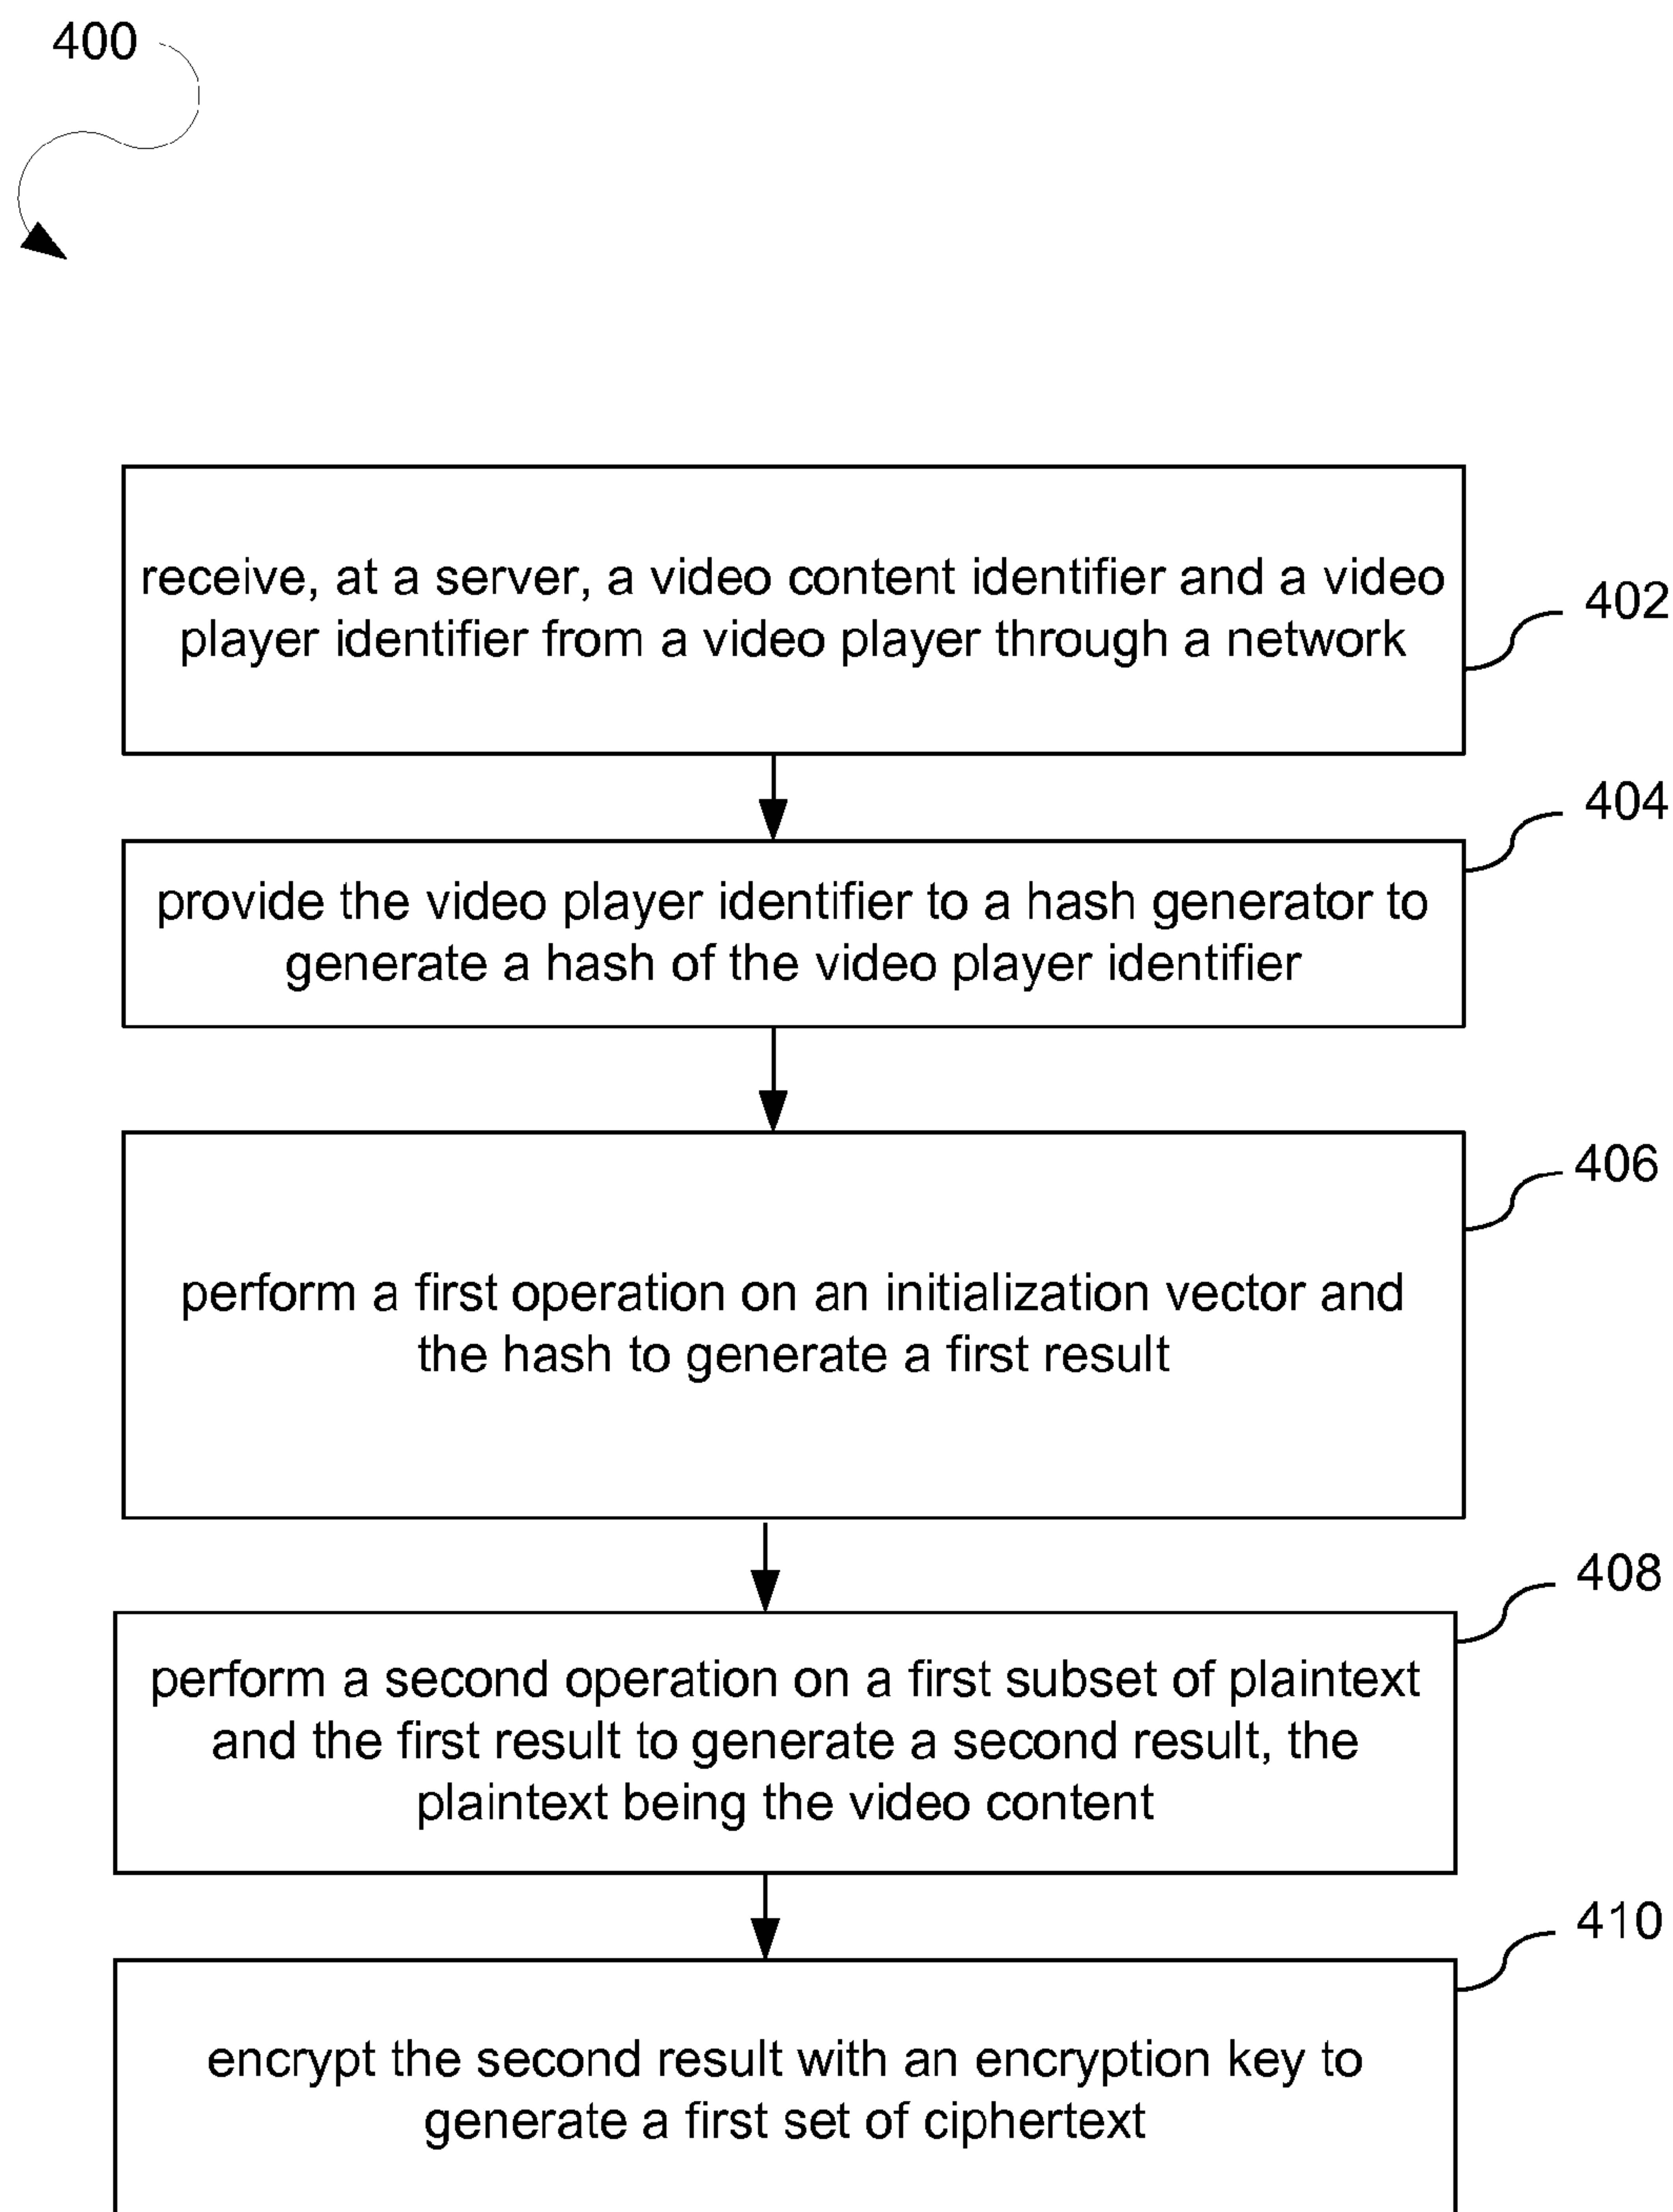 400
receive, at a server, a video content identifier and a video
player identifier from a video player through a network
402
404
provide the video player identifier to a hash generator to
generate a hash of the video player identifier
406
perform a first operation on an initialization vector and
the hash to generate a first result
408
perform a second operation on a first subset of plaintext
and the first result to generate a second result, the
plaintext being the video content
410
encrypt the second result with an encryption key to
generate a first set of ciphertext